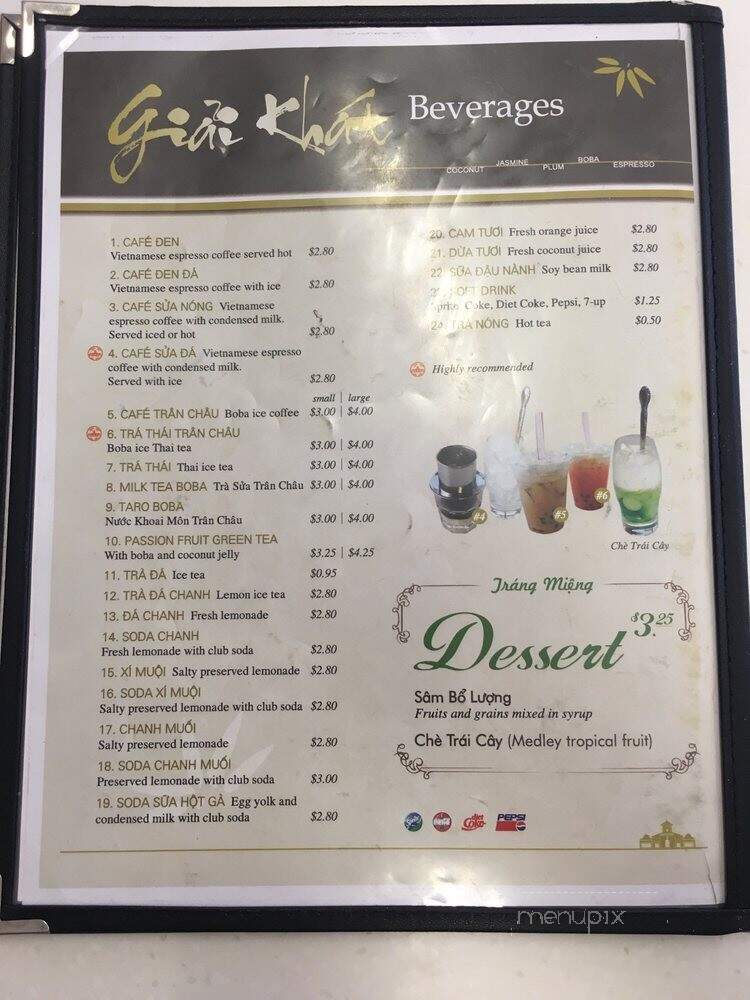 Giải Khát Beverages
COCONUT JASMINE PLUM BOBA ESPRESSO
1. CAFÉ ĐEN
Vietnamese espresso coffee served hot $2.80
2. CAFÉ ĐEN ĐÁ
Vietnamese espresso coffee with ice $2.80
3. CAFÉ SỬA NÓNG Vietnamese
espresso coffee with condensed milk.
Served iced or hot $2.80
4. CAFÉ SỬA ĐÁ Vietnamese espresso
coffee with condensed milk.
Served with ice $2.80
small | large
5. CAFÉ TRÂN CHÂU Boba ice coffee $3.00 | $4.00
6. TRÁ THÁI TRÂN CHÂU
Boba ice Thai tea $3.00 | $4.00
7. TRÁ THÁI Thai ice tea $3.00 | $4.00
8. MILK TEA BOBA Trà Sửa Trân Châu $3.00 | $4.00
9. TARO BOBA
Nước Khoai Môn Trân Châu $3.00 | $4.00
10. PASSION FRUIT GREEN TEA
With boba and coconut jelly $3.25 | $4.25
11. TRÀ ĐÁ Ice tea $0.95
12. TRÀ ĐÁ CHANH Lemon ice tea $2.80
13. ĐÁ CHANH Fresh lemonade $2.80
14. SODA CHANH
Fresh lemonade with club soda $2.80
15. XÍ MUỘI Salty preserved lemonade $2.80
16. SODA XÍ MUỘI
Salty preserved lemonade with club soda $2.80
17. CHANH MUỐI
Salty preserved lemonade $2.80
18. SODA CHANH MUỐI
Preserved lemonade with club soda $3.00
19. SODA SỮA HỘT GÀ Egg yolk and
condensed milk with club soda $2.80
20. CAM TƯƠI Fresh orange juice $2.80
21. DỪA TƯƠI Fresh coconut juice $2.80
22. SỮA ĐẬU NÀNH Soy bean milk $2.80
DRINK
Coke, Diet Coke, Pepsi, 7-up $1.25
24. TRÀ NÓNG Hot tea $0.50
Highly recommended
#4 #5 #6
Chè Trái Cây
Tráng Miệng
Dessert $3.25
Sâm Bổ Lượng
Fruits and grains mixed in syrup
Chè Trái Cây (Medley tropical fruit)
Sprite Coca-Cola diet Coke PEPSI
menupix